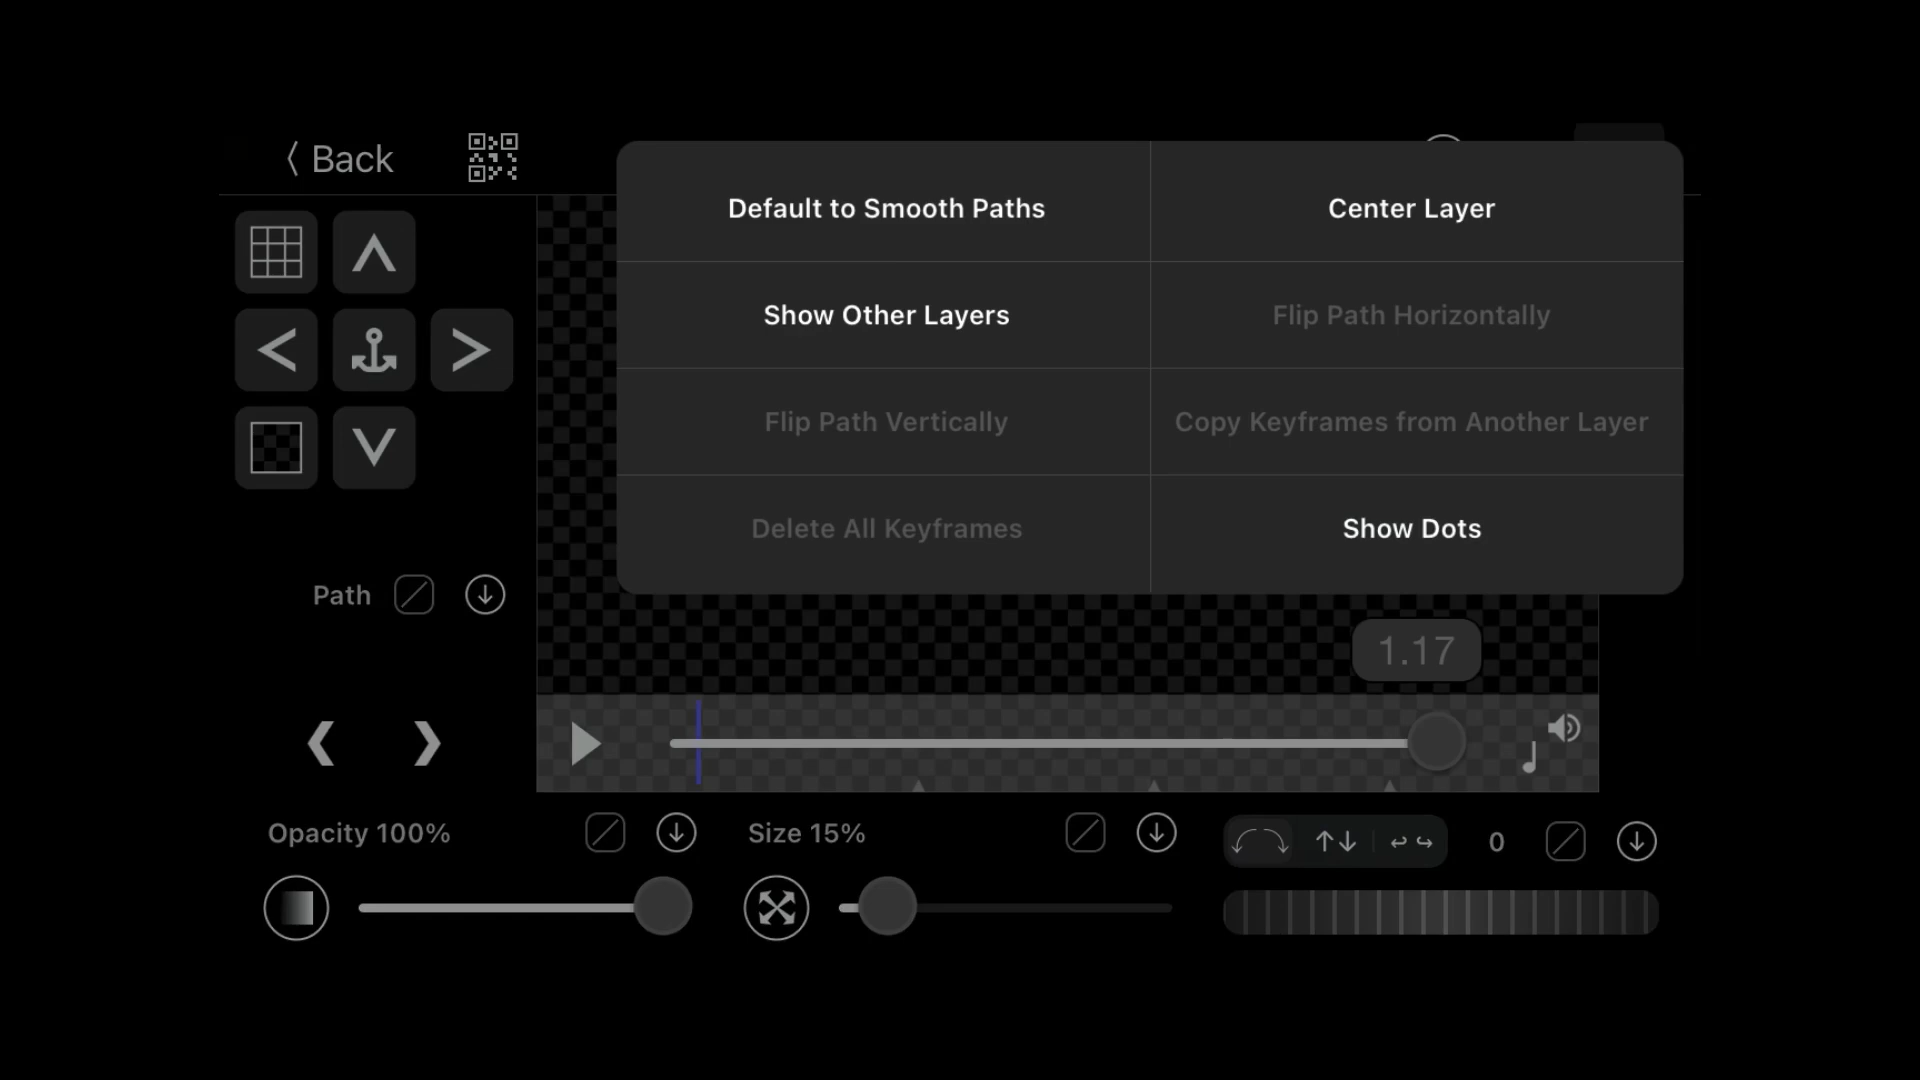 Back
Default to Smooth Paths
Center Layer
Show Other Layers
Flip Path Horizontally
Flip Path Vertically
Copy Keyframes from Another Layer
Delete All Keyframes
Show Dots
Path
1.17
Opacity 100%
Size 15%
0